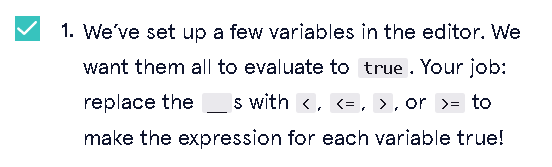 1. We've set up a few variables in the editor. We
want them all to evaluate to true. Your job:
replace the __s with <, <=, >, or >= to
make the expression for each variable true!